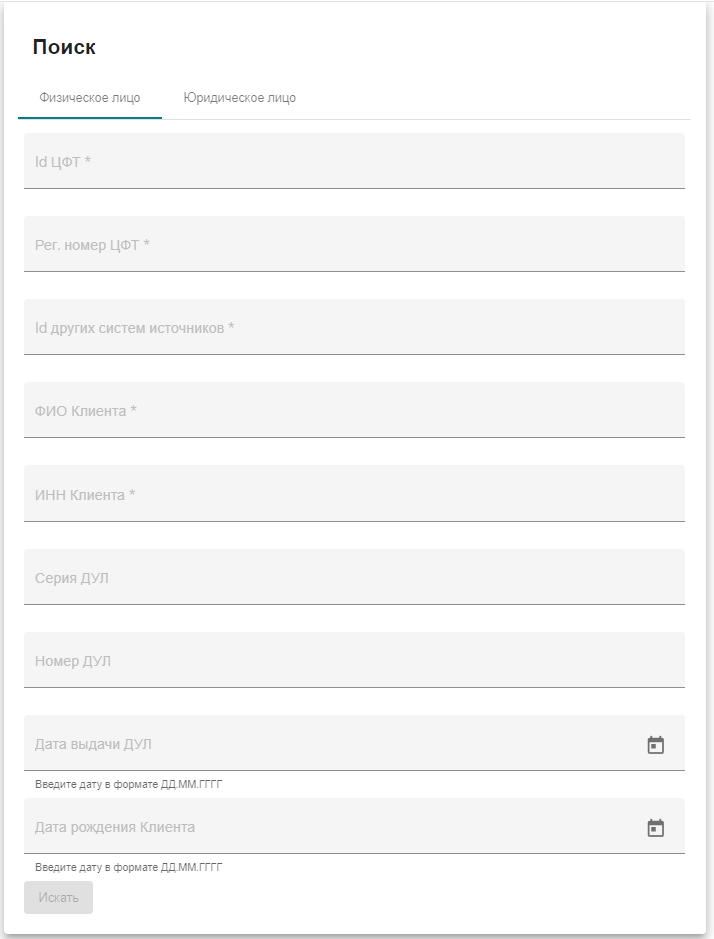 Поиск
Физическое лицо Юридическое лицо
Id ЦФТ *
Рег. номер ЦФТ *
Id других систем источников *
ФИО Клиента *
ИНН Клиента *
Серия ДУЛ
Номер ДУЛ
Дата выдачи ДУЛ
Введите дату в формате ДД.ММ.ГГГГ
Дата рождения Клиента
Введите дату в формате ДД.ММ.ГГГГ
Искать